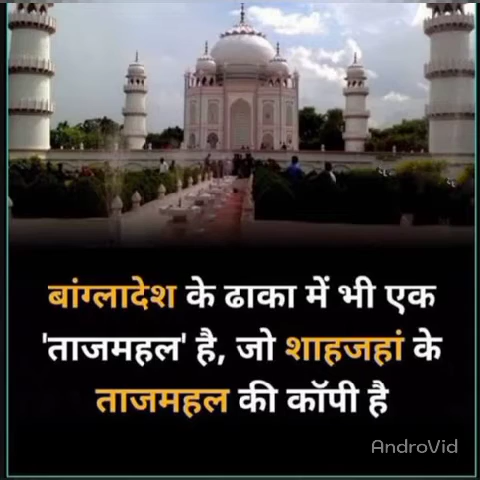 बांग्लादेश के ढाका में भी एक
'ताजमहल' है, जो शाहजहां के
ताजमहल की कॉपी है
AndroVid